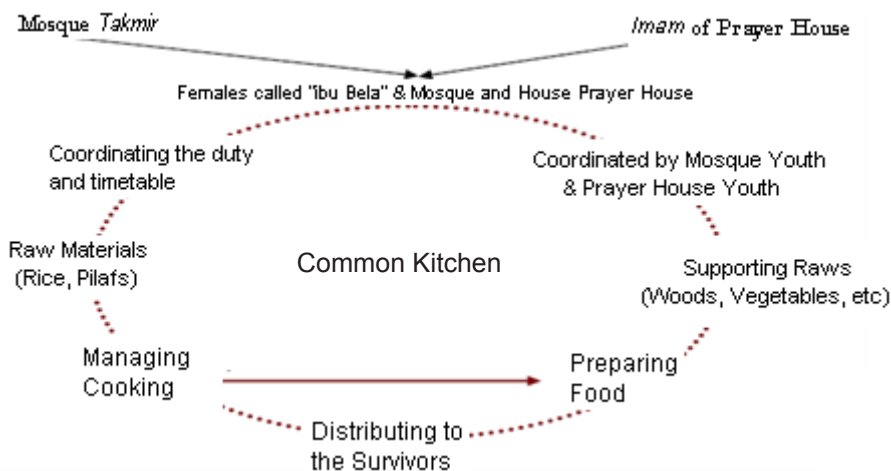 Mosque Takmir
Imam of Prayer House
Females called "ibu Bela" & Mosque and House Prayer House
Coordinating the duty
and timetable
Coordinated by Mosque Youth
& Prayer House Youth
Raw Materials
(Rice, Pilafs)
Common Kitchen
Supporting Raws
(Woods, Vegetables, etc)
Managing
Cooking
Preparing
Food
Distributing to
the Survivors